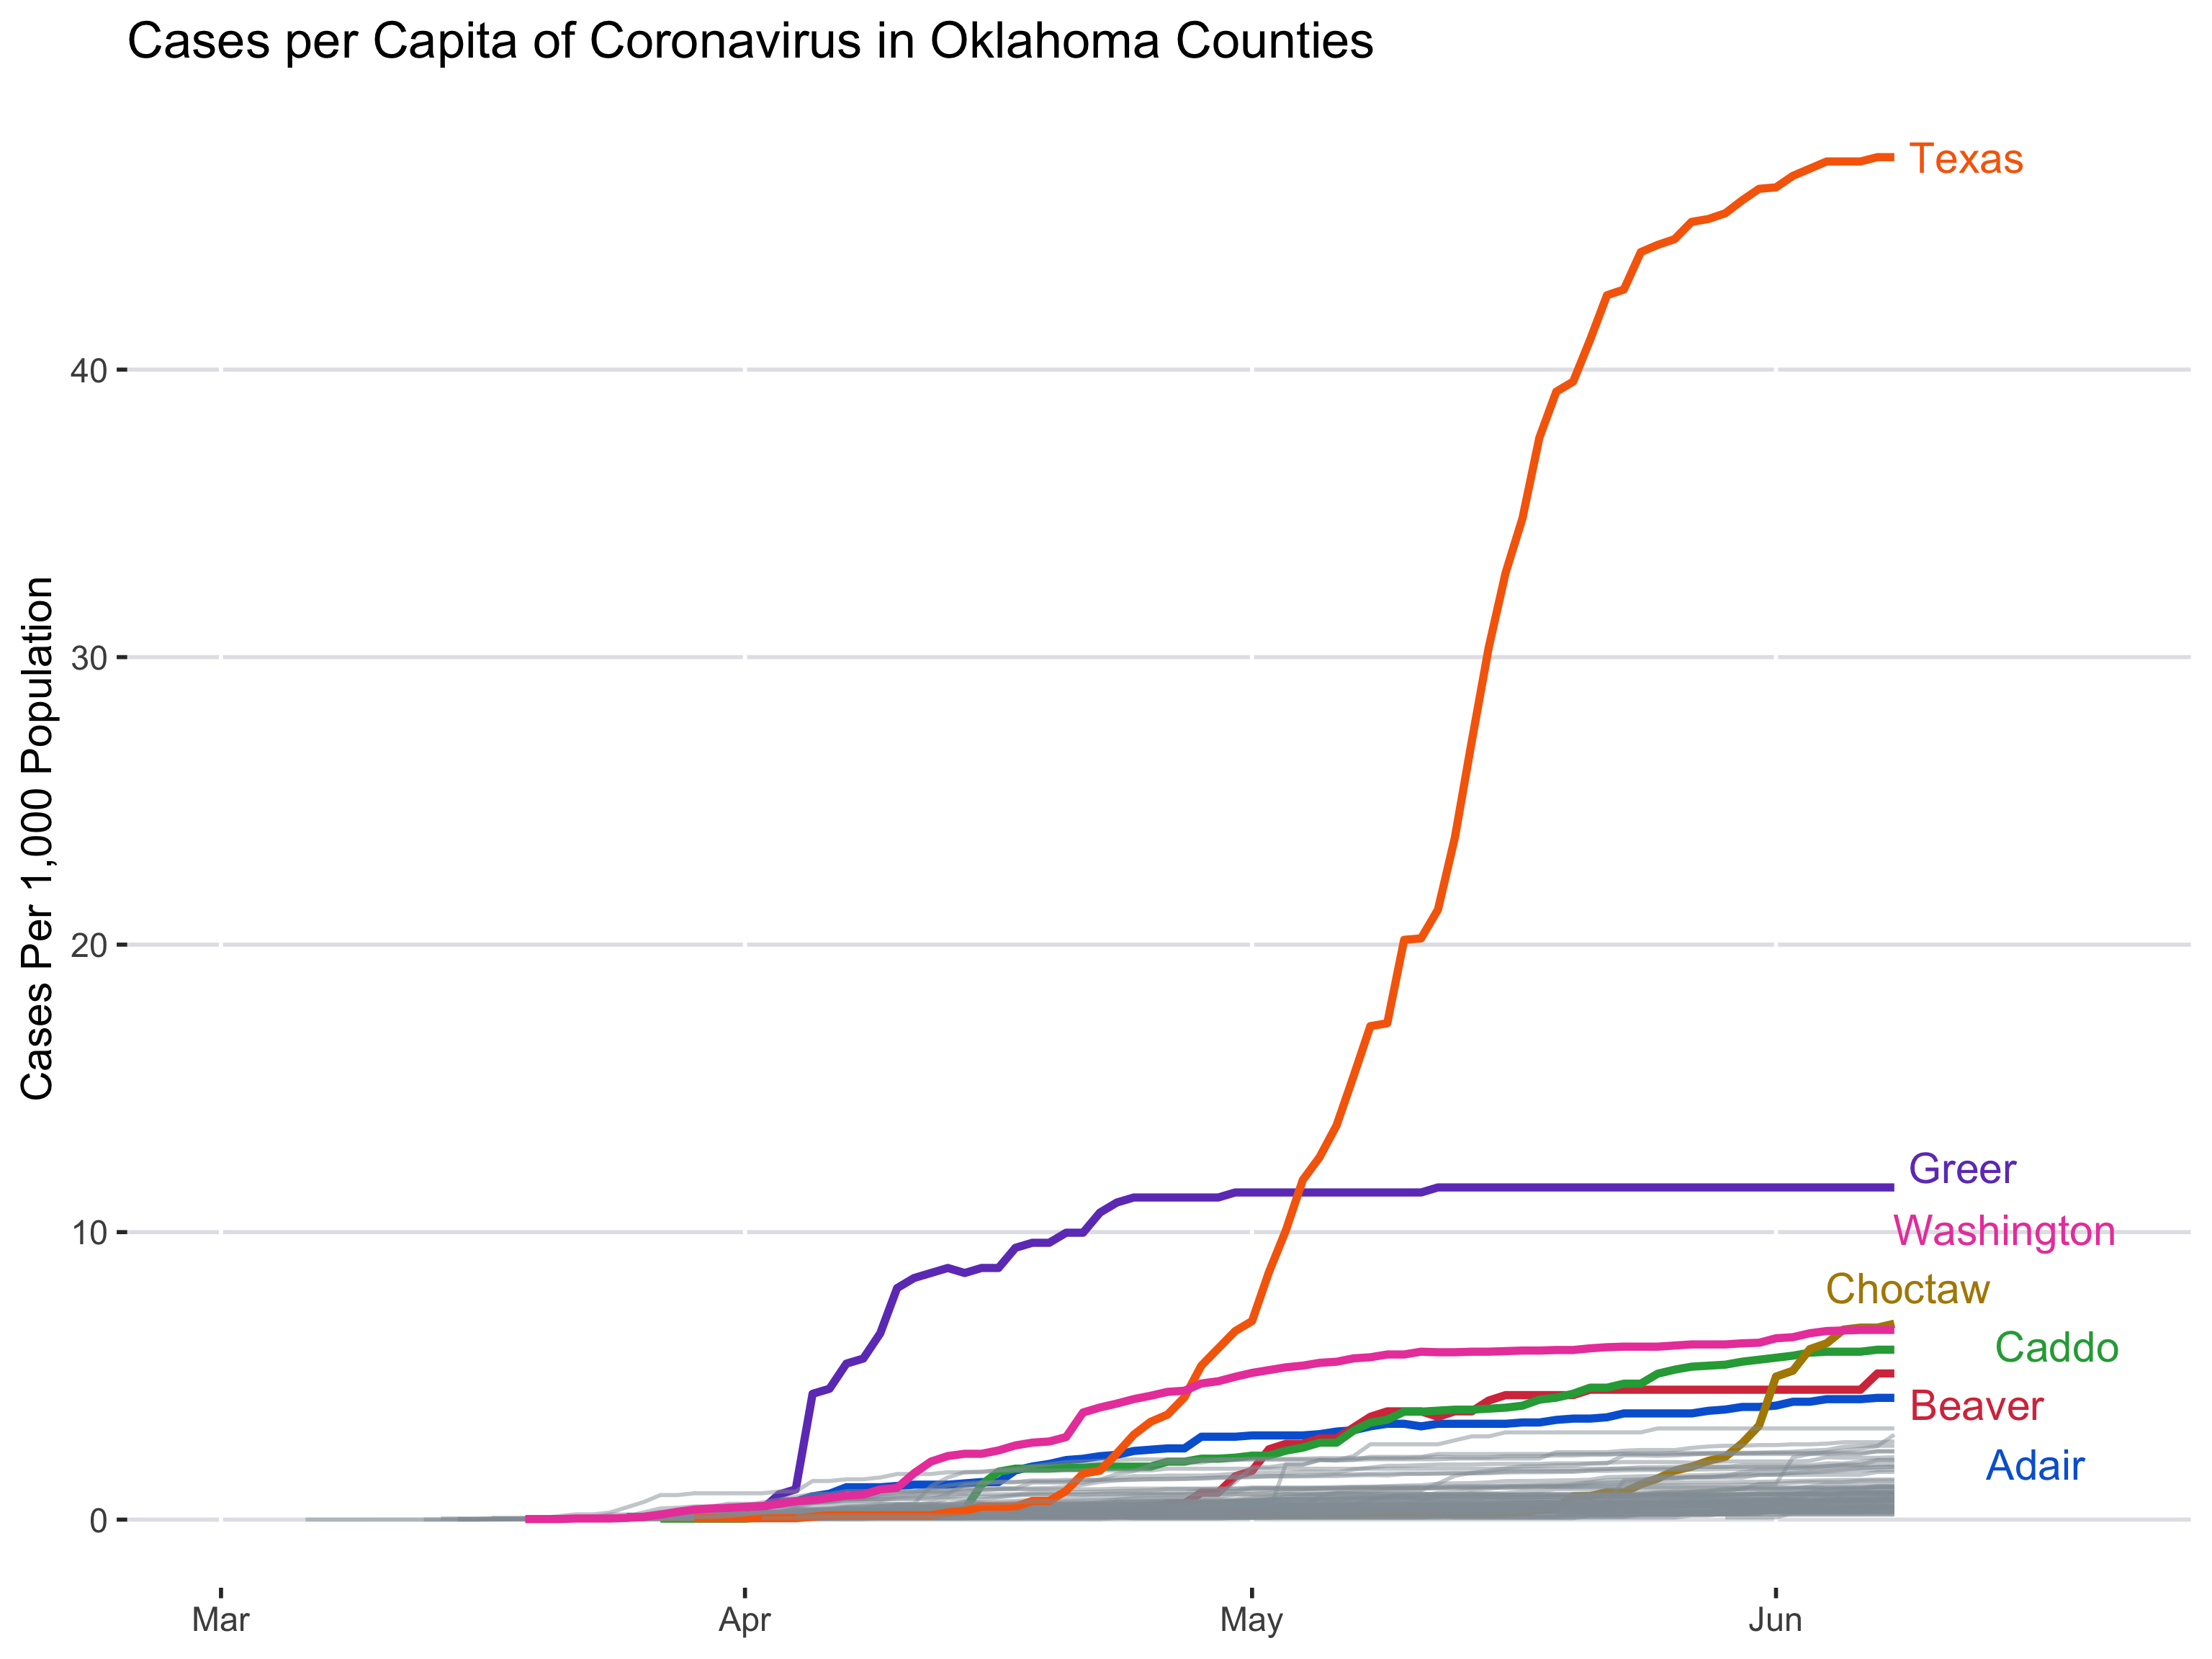 Cases per Capita of Coronavirus in Oklahoma Counties
Cases Per 1,000 Population
40
30
20
10
0
Texas
Greer
Washington
Choctaw
Caddo
Beaver
Adair
Mar Apr May Jun